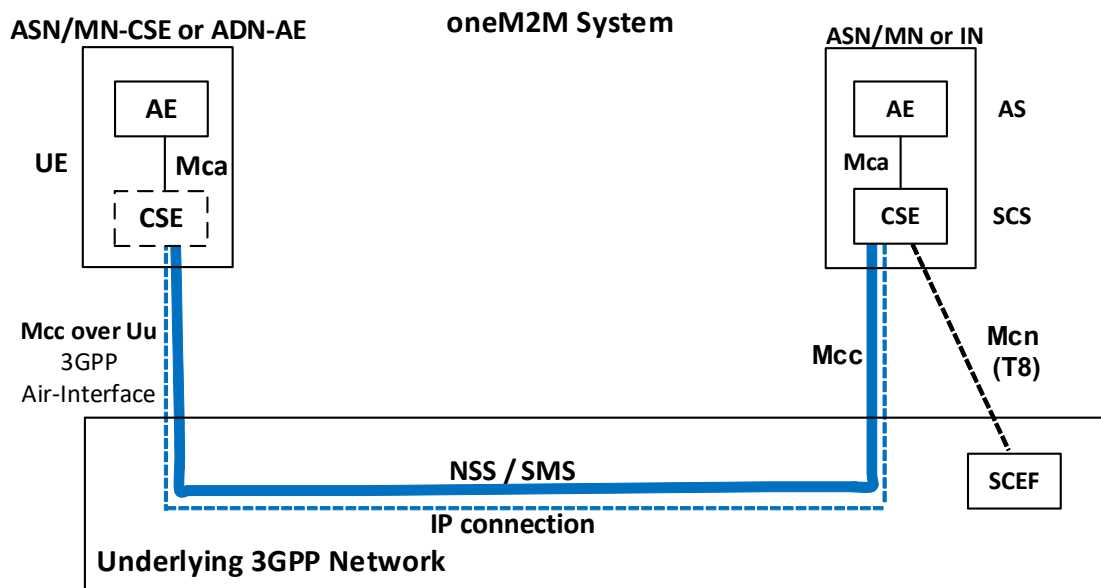 oneM2M System
ASN/MN-CSE or ADN-AE
ASN/MN or IN
AE
AE
AS
UE
Mca
Mca
CSE
CSE
SCS
Mcc over Uu
3GPP
Air-Interface
Mcc
Mcn
(T8)
NSS / SMS
SCEF
IP connection
Underlying 3GPP Network